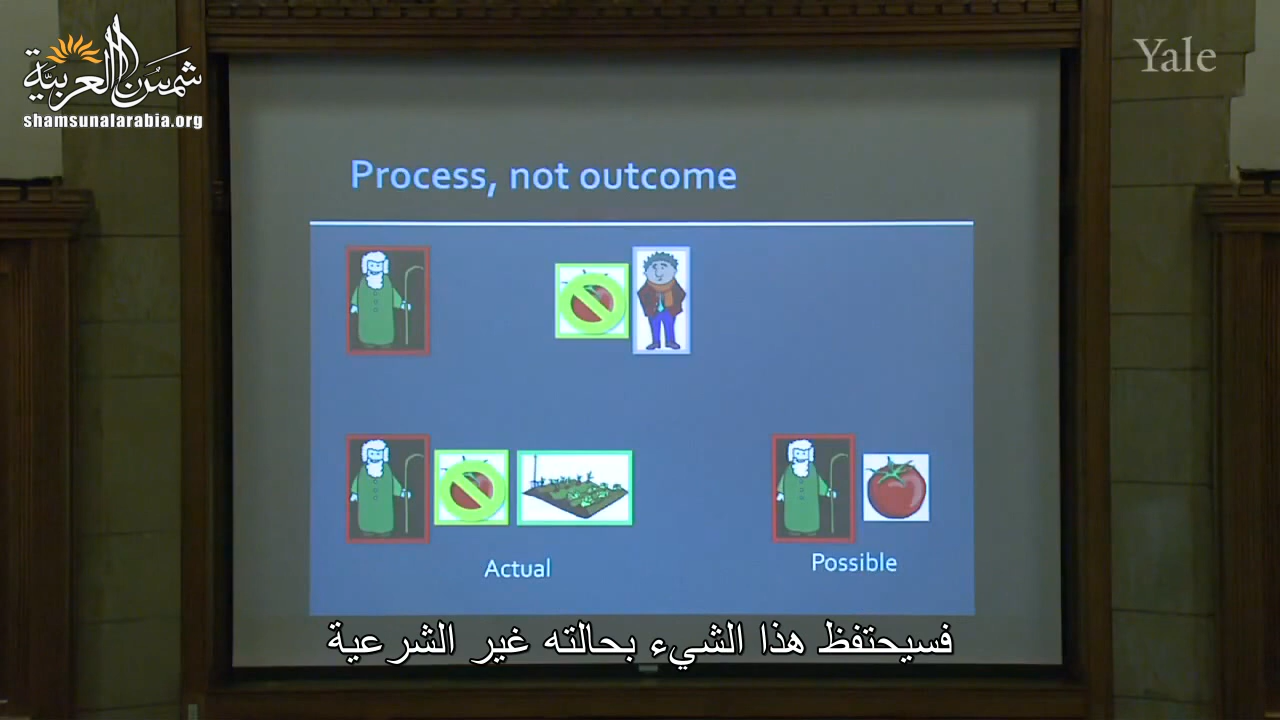 شمس العربية
shamsunalarabia.org
Yale
Process, not outcome
Actual
Possible
فسيحتفظ هذا الشيء بحالته غير الشرعية